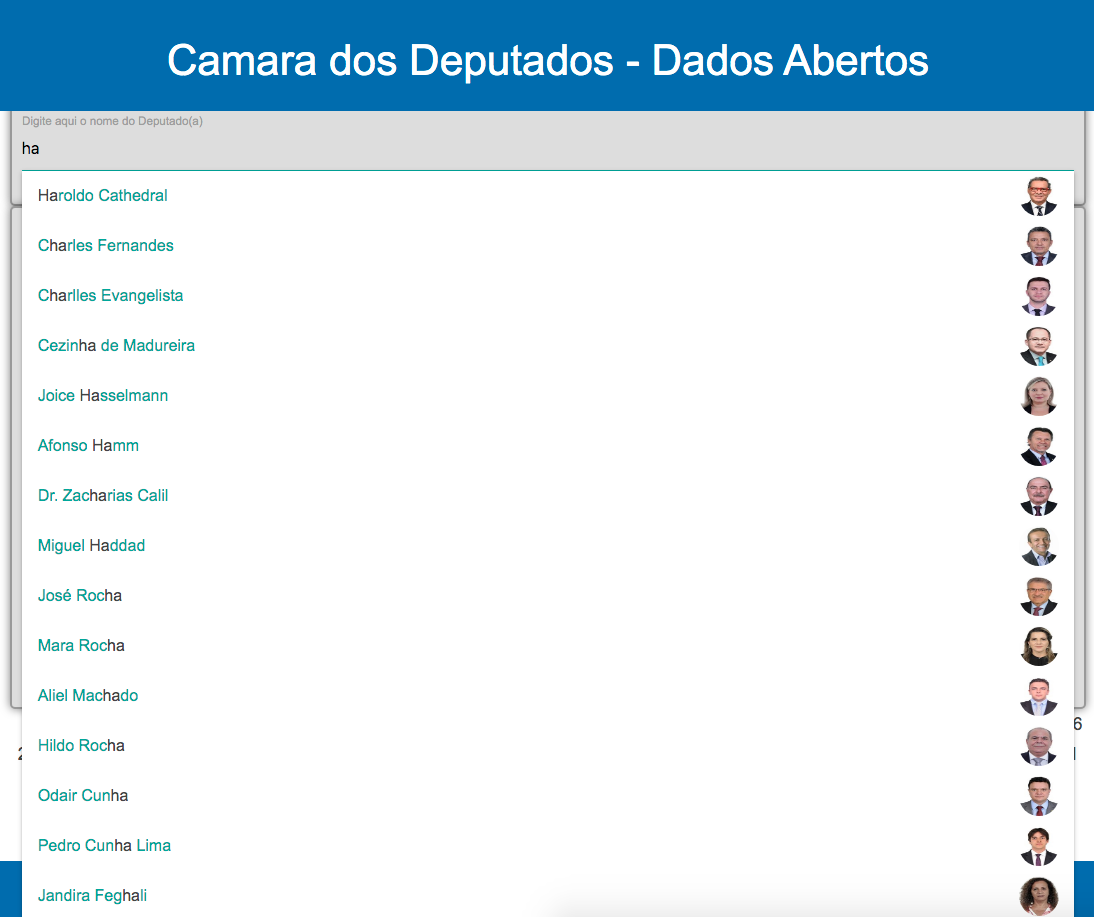 Camara dos Deputados - Dados Abertos
Digite aqui o nome do Deputado(a)
ha
Haroldo Cathedral
Charles Fernandes
Charlles Evangelista
Cezinha de Madureira
Joice Hasselmann
Afonso Hamm
Dr. Zacharias Calil
Miguel Haddad
José Rocha
Mara Rocha
Aliel Machado
6
Hildo Rocha
Odair Cunha
Pedro Cunha Lima
Jandira Feghali